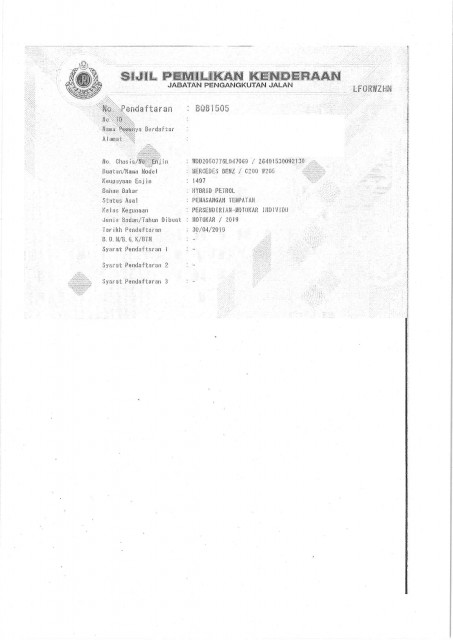 SIJIL PEMILIKAN KENDERAAN
JABATAN PENGANGKUTAN JALAN
LFORWZHN
No. Pendaftaran : BQB1505
No ID :
Nama Pemunya Berdaftar :
Alamat :
No. Chasis/No. Enjin :
Buatan/Nama Model : MERCEDES BENZ / C200 W205
Keupayaan Enjin : 1497
Bahan Bakar : HYBRID PETROL
Status Asal : PEMASANGAN TEMPATAN
Kelas Kegunaan : PERSENDIRIAN-MOTOKAR INDIVIDU
Jenis Badan/Tahun Dibuat : MOTOKAR / 2019
Tarikh Pendaftaran : 30/04/2019
B.D.M/B.G.K/BTM : -
Syarat Pendaftaran 1 : -
Syarat Pendaftaran 2 : -
Syarat Pendaftaran 3 : -